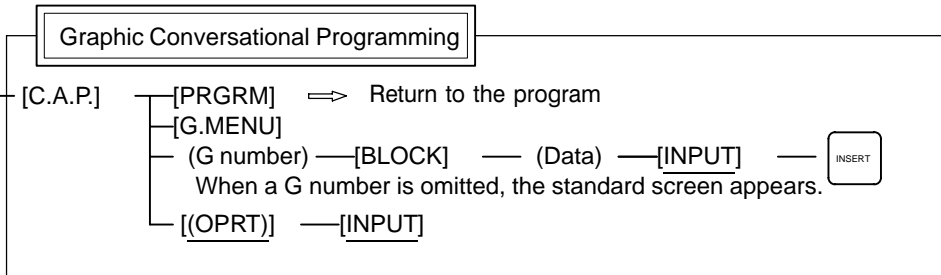 Graphic Conversational Programming
[C.A.P.] [PRGRM] ⇒ Return to the program
[G.MENU]
(G number) [BLOCK] (Data) [INPUT] INSERT
When a G number is omitted, the standard screen appears.
[(OPRT)] [INPUT]